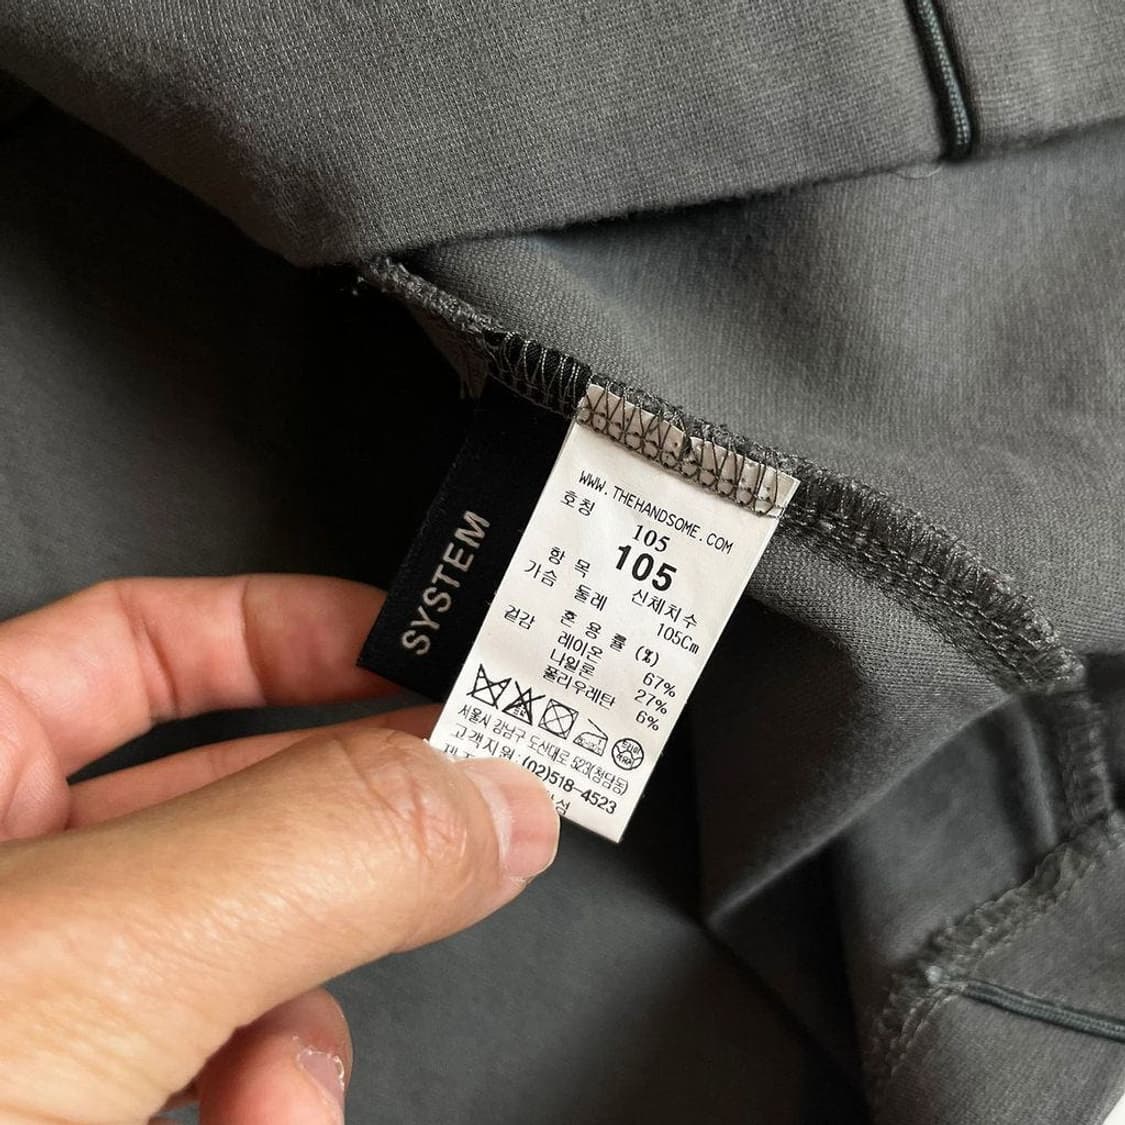 SYSTEM
WWW.THEHANDSOME.COM
호칭 105
105
항 목 신체치수
가슴 둘레 105Cm
겉감 혼 용 률 (%)
레이온 67%
나일론 27%
폴리우레탄 6%
서울시 강남구 도산대로 523(청담동)
고객지원:(02)518-4523